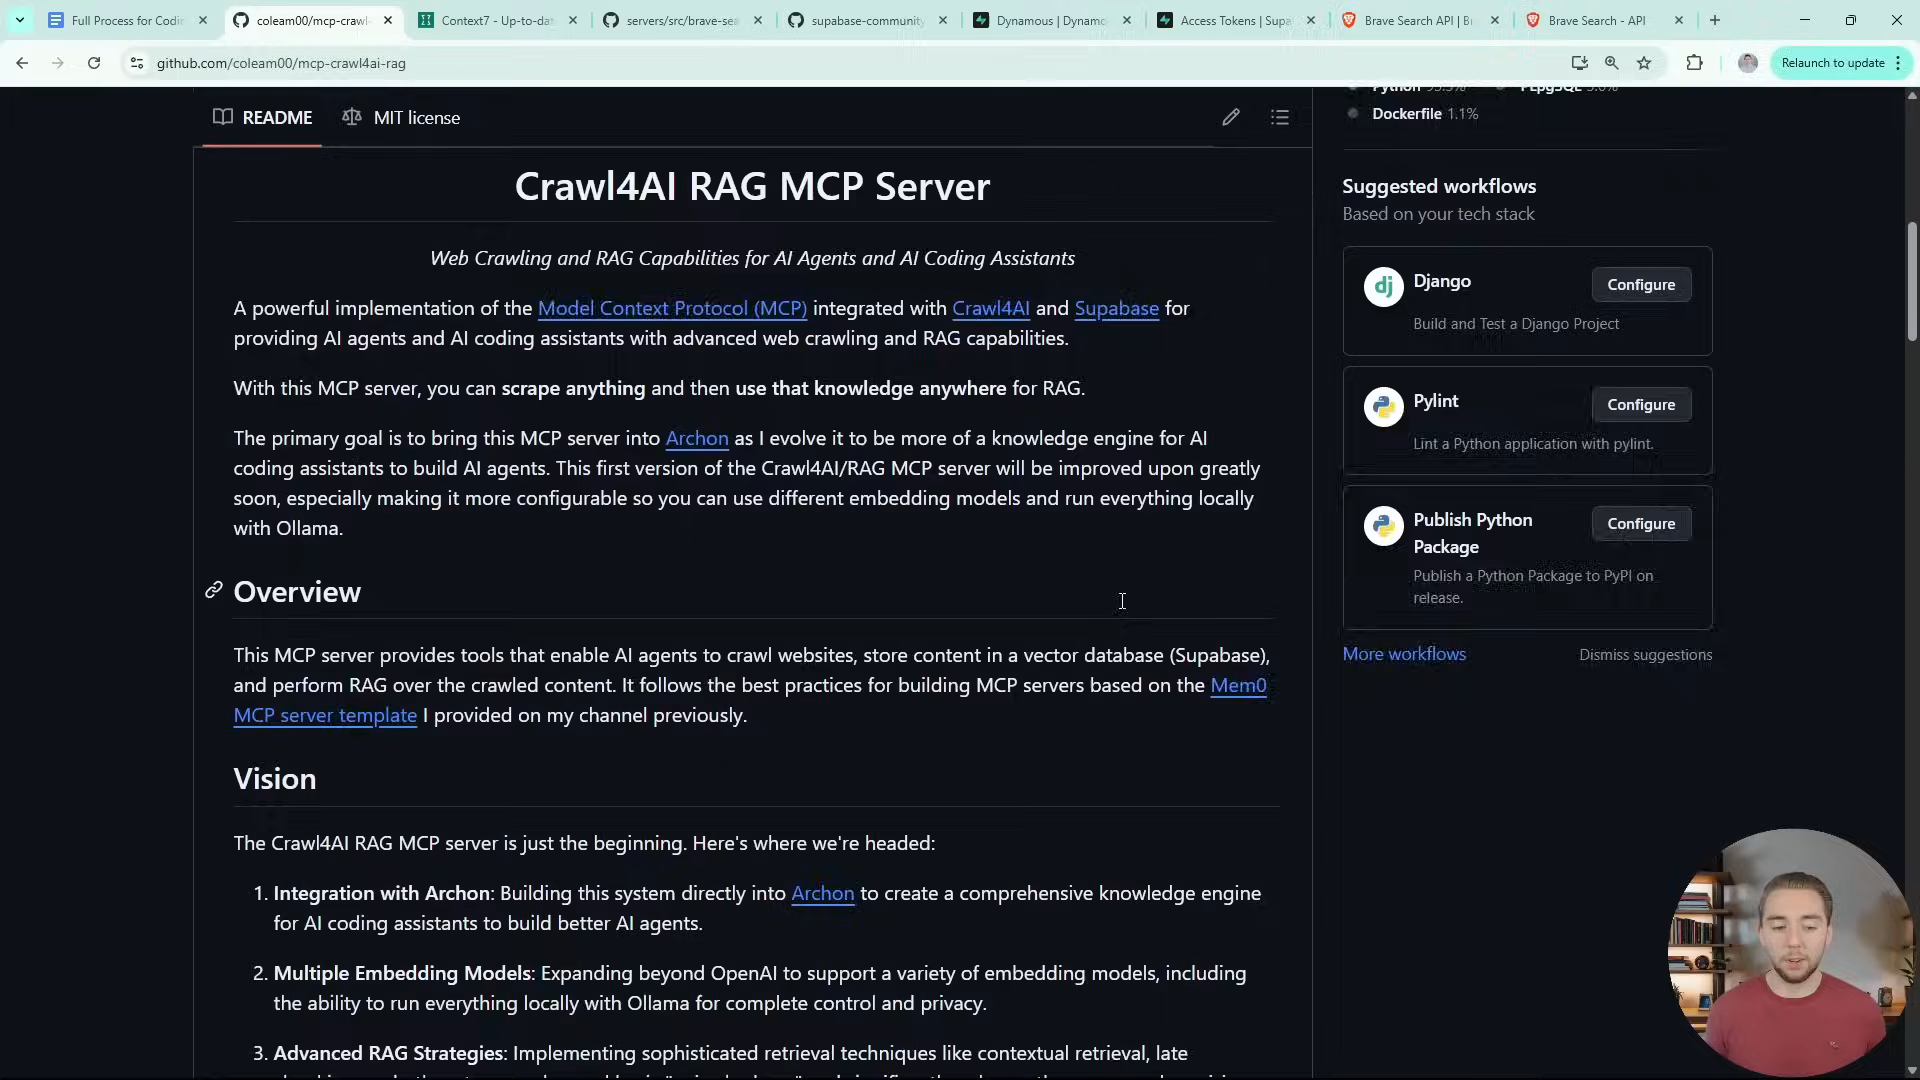 Full Process for Codi
coleam00/mcp-crawl
Context7 - Up-to-da
servers/src/brave-se
supabase-community
Dynamous | Dynamo
Access Tokens | Supa
Brave Search API | B
Brave Search - API
github.com/coleam00/mcp-crawl4ai-rag
Relaunch to update
README
MIT license
Crawl4AI RAG MCP Server
Web Crawling and RAG Capabilities for AI Agents and AI Coding Assistants
A powerful implementation of the Model Context Protocol (MCP) integrated with Crawl4AI and Supabase for
providing AI agents and AI coding assistants with advanced web crawling and RAG capabilities.
With this MCP server, you can scrape anything and then use that knowledge anywhere for RAG.
The primary goal is to bring this MCP server into Archon as I evolve it to be more of a knowledge engine for AI
coding assistants to build AI agents. This first version of the Crawl4AI/RAG MCP server will be improved upon greatly
soon, especially making it more configurable so you can use different embedding models and run everything locally
with Ollama.
Overview
This MCP server provides tools that enable AI agents to crawl websites, store content in a vector database (Supabase),
and perform RAG over the crawled content. It follows the best practices for building MCP servers based on the Mem0
MCP server template I provided on my channel previously.
Vision
The Crawl4AI RAG MCP server is just the beginning. Here's where we're headed:
1. Integration with Archon: Building this system directly into Archon to create a comprehensive knowledge engine
for AI coding assistants to build better AI agents.
2. Multiple Embedding Models: Expanding beyond OpenAI to support a variety of embedding models, including
the ability to run everything locally with Ollama for complete control and privacy.
3. Advanced RAG Strategies: Implementing sophisticated retrieval techniques like contextual retrieval, late
Python
Dockerfile 1.1%
Suggested workflows
Based on your tech stack
dj
Django
Configure
Build and Test a Django Project
Pylint
Configure
Lint a Python application with pylint.
Publish Python
Package
Configure
Publish a Python Package to PyPI on
release.
More workflows
Dismiss suggestions